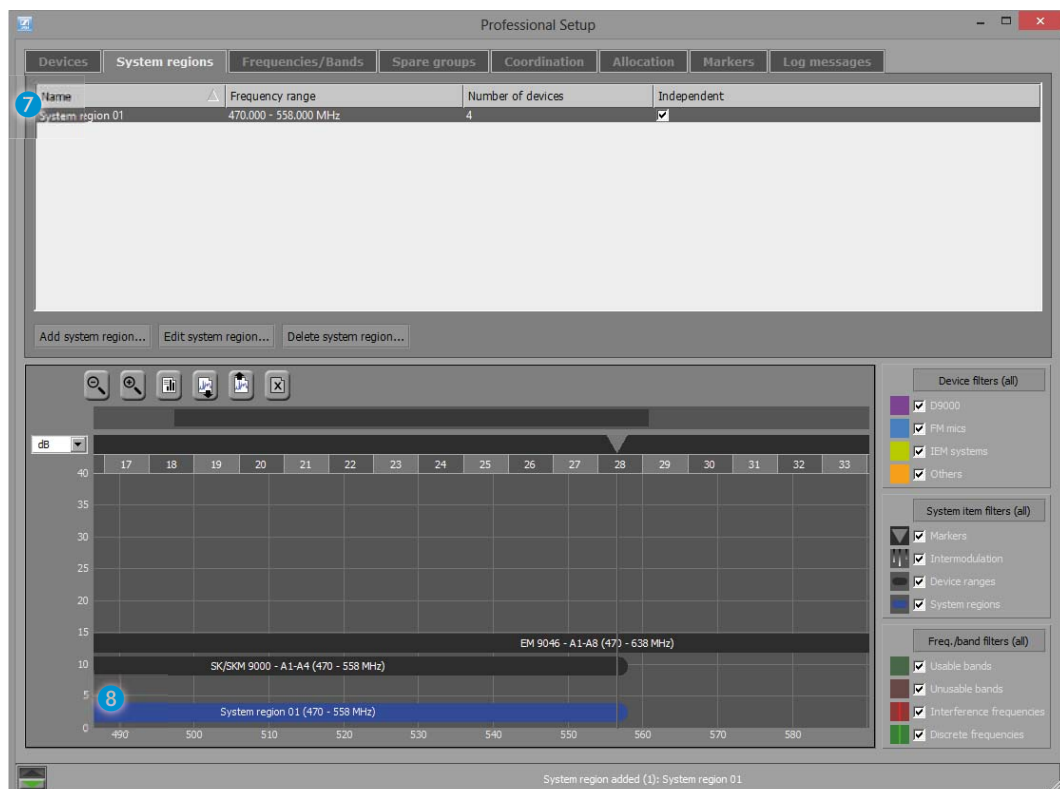 Professional Setup
Devices System regions Frequencies/Bands Spare groups Coordination Allocation Markers Log messages
7
Name Frequency range Number of devices Independent
System region 01 470.000 - 558.000 MHz 4
Add system region... Edit system region... Delete system region...
dB
17 18 19 20 21 22 23 24 25 26 27 28 29 30 31 32 33
40
35
30
25
20
15
EM 9046 - A1-A8 (470 - 638 MHz)
10
SK/SKM 9000 - A1-A4 (470 - 558 MHz)
5
8
System region 01 (470 - 558 MHz)
0
490 500 510 520 530 540 550 560 570 580
Device filters (all)
D9000
FM mics
IEM systems
Others
System item filters (all)
Markers
Intermodulation
Device ranges
System regions
Freq./band filters (all)
Usable bands
Unusable bands
Interference frequencies
Discrete frequencies
System region added (1): System region 01